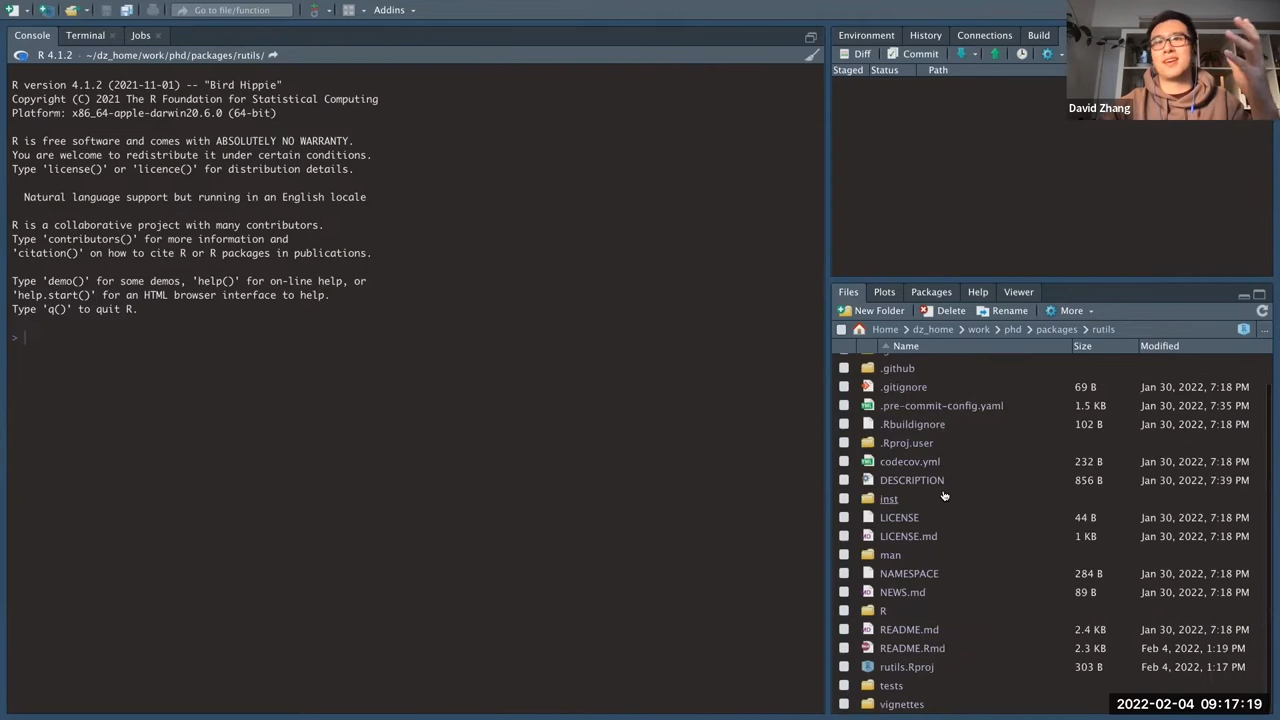 Go to file/function
Addins
Console
Terminal
Jobs
R 4.1.2 · ~/dz_home/work/phd/packages/rutils/
R version 4.1.2 (2021-11-01) -- "Bird Hippie"
Copyright (C) 2021 The R Foundation for Statistical Computing
Platform: x86_64-apple-darwin20.6.0 (64-bit)
R is free software and comes with ABSOLUTELY NO WARRANTY.
You are welcome to redistribute it under certain conditions.
Type 'license()' or 'licence()' for distribution details.
Natural language support but running in an English locale
R is a collaborative project with many contributors.
Type 'contributors()' for more information and
'citation()' on how to cite R or R packages in publications.
Type 'demo()' for some demos, 'help()' for on-line help, or
'help.start()' for an HTML browser interface to help.
Type 'q()' to quit R.
>
Environment History Connections Build
Diff Commit
Staged Status Path
David Zhang
Files Plots Packages Help Viewer
New Folder Delete Rename More
Home dz_home work phd packages rutils ...
Name Size Modified
.github
.gitignore 69 B Jan 30, 2022, 7:18 PM
.pre-commit-config.yaml 1.5 KB Jan 30, 2022, 7:35 PM
.Rbuildignore 102 B Jan 30, 2022, 7:18 PM
.Rproj.user
codecov.yml 232 B Jan 30, 2022, 7:18 PM
DESCRIPTION 856 B Jan 30, 2022, 7:39 PM
inst
LICENSE 44 B Jan 30, 2022, 7:18 PM
LICENSE.md 1 KB Jan 30, 2022, 7:18 PM
man
NAMESPACE 284 B Jan 30, 2022, 7:18 PM
NEWS.md 89 B Jan 30, 2022, 7:18 PM
R
README.md 2.4 KB Jan 30, 2022, 7:18 PM
README.Rmd 2.3 KB Feb 4, 2022, 1:19 PM
rutils.Rproj 303 B Feb 4, 2022, 1:17 PM
tests
vignettes
2022-02-04 09:17:19